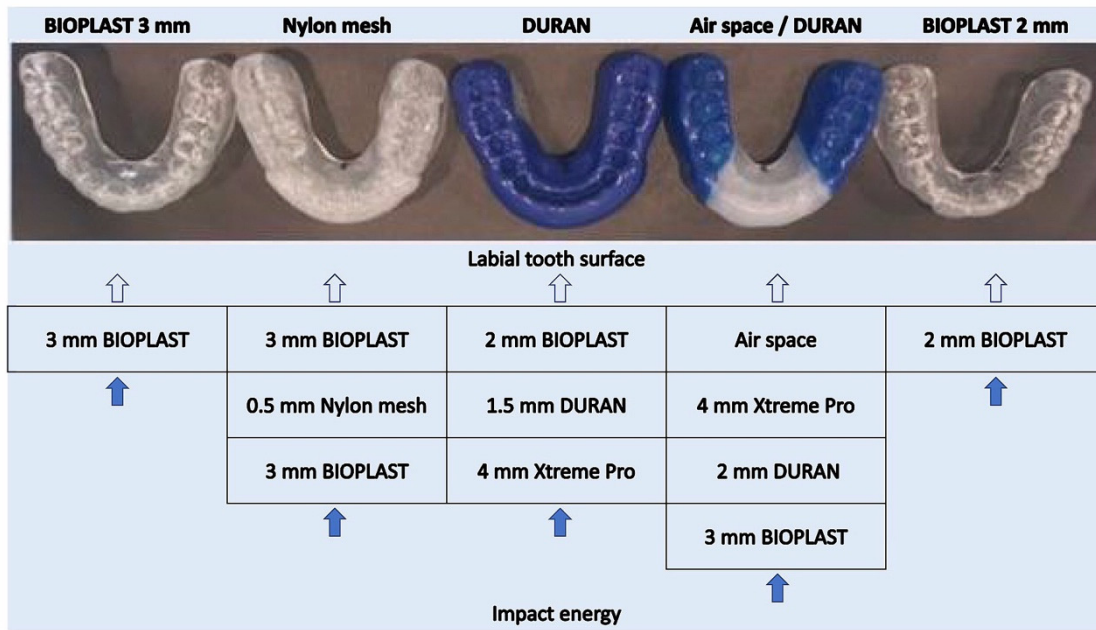 BIOPLAST 3 mm Nylon mesh DURAN Air space / DURAN BIOPLAST 2 mm
Labial tooth surface
3 mm BIOPLAST 3 mm BIOPLAST 2 mm BIOPLAST Air space 2 mm BIOPLAST
0.5 mm Nylon mesh 1.5 mm DURAN 4 mm Xtreme Pro
3 mm BIOPLAST 4 mm Xtreme Pro 2 mm DURAN
3 mm BIOPLAST
Impact energy